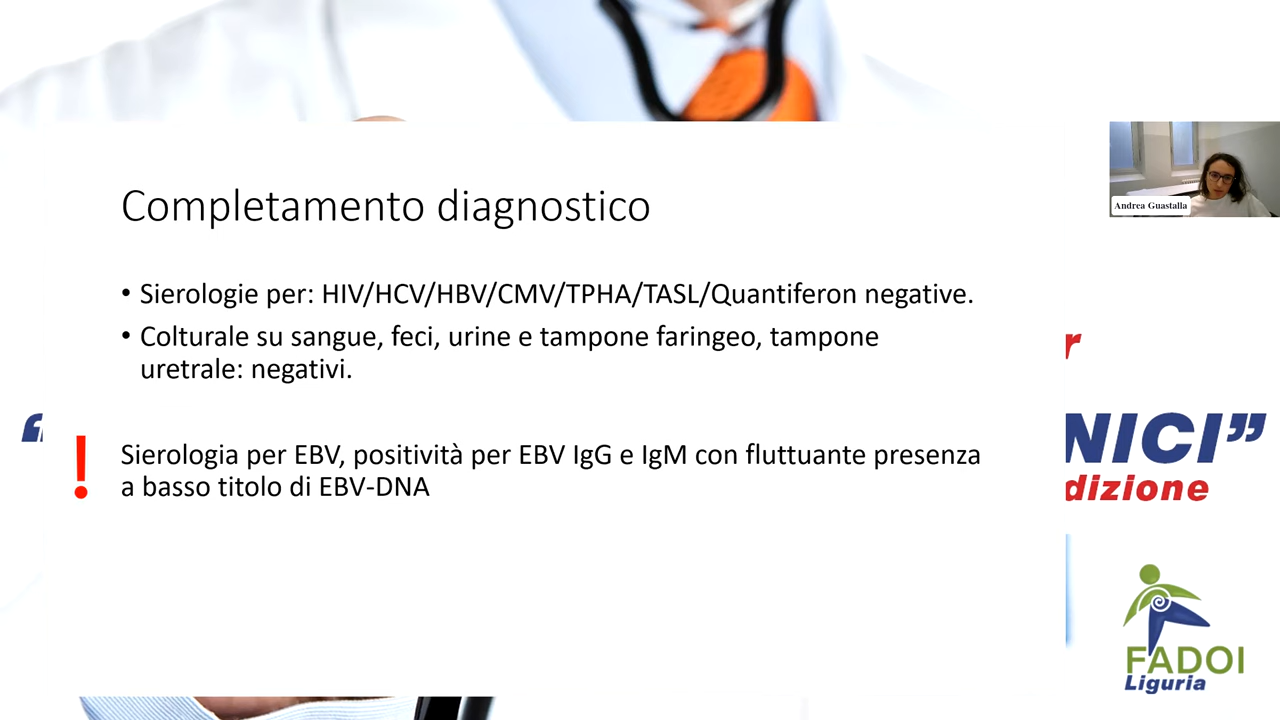 Completamento diagnostico
Andrea Guastalla
• Sierologie per: HIV/HCV/HBV/CMV/TPHA/TASL/Quantiferon negative.
• Colturale su sangue, feci, urine e tampone faringeo, tampone
uretrale: negativi.
! Sierologia per EBV, positività per EBV IgG e IgM con fluttuante presenza
a basso titolo di EBV-DNA
r
“
NICI”
dizione
FADOI
Liguria